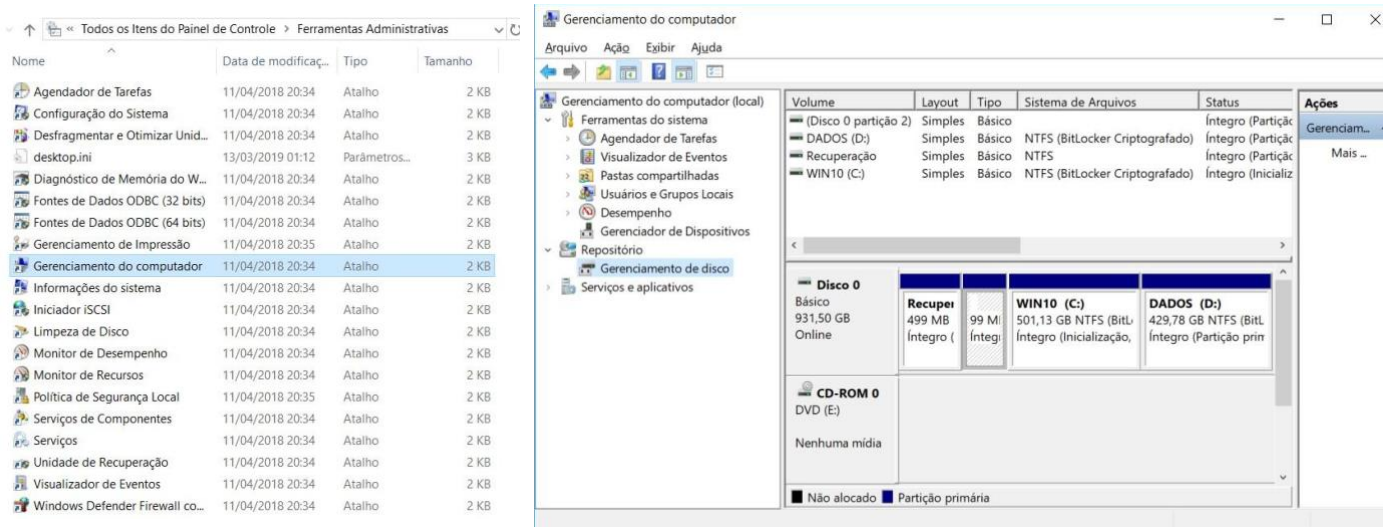 Todos os Itens do Painel de Controle > Ferramentas Administrativas
Nome Data de modificaç... Tipo Tamanho
Agendador de Tarefas 11/04/2018 20:34 Atalho 2 KB
Configuração do Sistema 11/04/2018 20:34 Atalho 2 KB
Desfragmentar e Otimizar Unid... 11/04/2018 20:34 Atalho 2 KB
desktop.ini 13/03/2019 01:12 Parâmetros... 3 KB
Diagnóstico de Memória do W... 11/04/2018 20:34 Atalho 2 KB
Fontes de Dados ODBC (32 bits) 11/04/2018 20:34 Atalho 2 KB
Fontes de Dados ODBC (64 bits) 11/04/2018 20:34 Atalho 2 KB
Gerenciamento de Impressão 11/04/2018 20:35 Atalho 2 KB
Gerenciamento do computador 11/04/2018 20:34 Atalho 2 KB
Informações do sistema 11/04/2018 20:34 Atalho 2 KB
Iniciador iSCSI 11/04/2018 20:34 Atalho 2 KB
Limpeza de Disco 11/04/2018 20:34 Atalho 2 KB
Monitor de Desempenho 11/04/2018 20:34 Atalho 2 KB
Monitor de Recursos 11/04/2018 20:34 Atalho 2 KB
Política de Segurança Local 11/04/2018 20:35 Atalho 2 KB
Serviços de Componentes 11/04/2018 20:34 Atalho 2 KB
Serviços 11/04/2018 20:34 Atalho 2 KB
Unidade de Recuperação 11/04/2018 20:34 Atalho 2 KB
Visualizador de Eventos 11/04/2018 20:34 Atalho 2 KB
Windows Defender Firewall co... 11/04/2018 20:34 Atalho 2 KB
Gerenciamento do computador
Arquivo Ação Exibir Ajuda
Gerenciamento do computador (local)
Ferramentas do sistema
Agendador de Tarefas
Visualizador de Eventos
Pastas compartilhadas
Usuários e Grupos Locais
Desempenho
Gerenciador de Dispositivos
Repositório
Gerenciamento de disco
Serviços e aplicativos
Volume Layout Tipo Sistema de Arquivos Status
(Disco 0 partição 2) Simples Básico Íntegro (Partiçã
DADOS (D:) Simples Básico NTFS (BitLocker Criptografado) Íntegro (Partiçã
Recuperação Simples Básico NTFS Íntegro (Partiçã
WIN10 (C:) Simples Básico NTFS (BitLocker Criptografado) Íntegro (Inicializ
Disco 0
Básico
931,50 GB
Online
Recuper
499 MB
Íntegro (
99 M
Íntegr
WIN10 (C:)
501,13 GB NTFS (BitL
Íntegro (Inicialização,
DADOS (D:)
429,78 GB NTFS (BitL
Íntegro (Partição prim
CD-ROM 0
DVD (E:)
Nenhuma mídia
Não alocado Partição primária
Ações
Gerenciam...
Mais ...